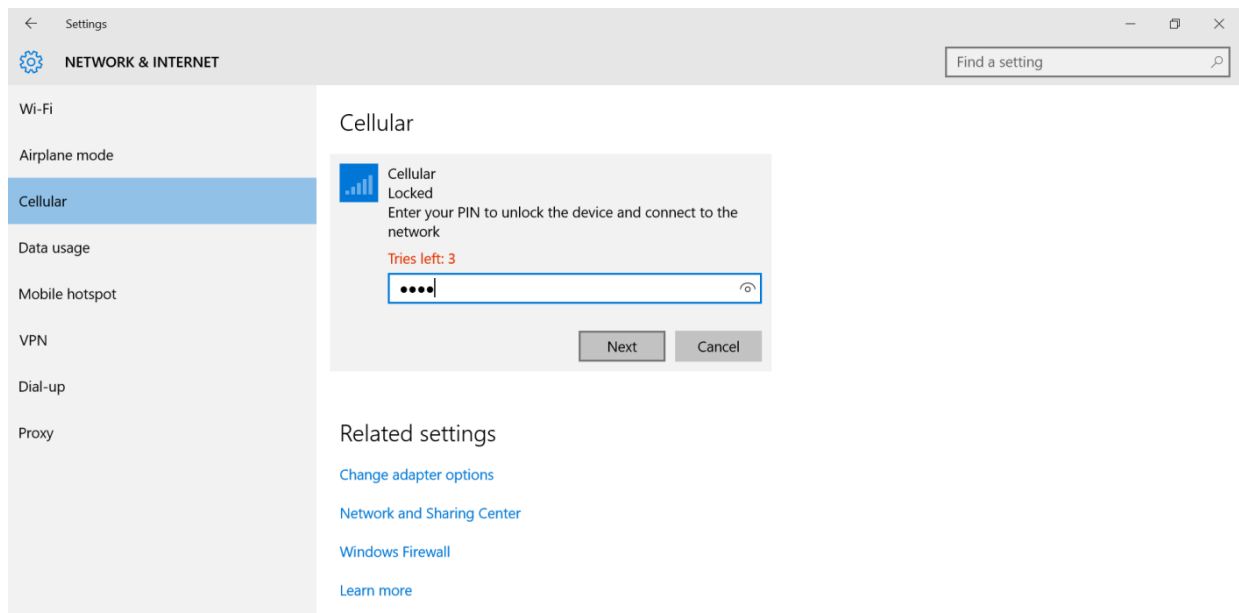 Settings
NETWORK & INTERNET
Find a setting
Wi-Fi
Airplane mode
Cellular
Data usage
Mobile hotspot
VPN
Dial-up
Proxy
Cellular
Cellular
Locked
Enter your PIN to unlock the device and connect to the
network
Tries left: 3
••••
Next
Cancel
Related settings
Change adapter options
Network and Sharing Center
Windows Firewall
Learn more